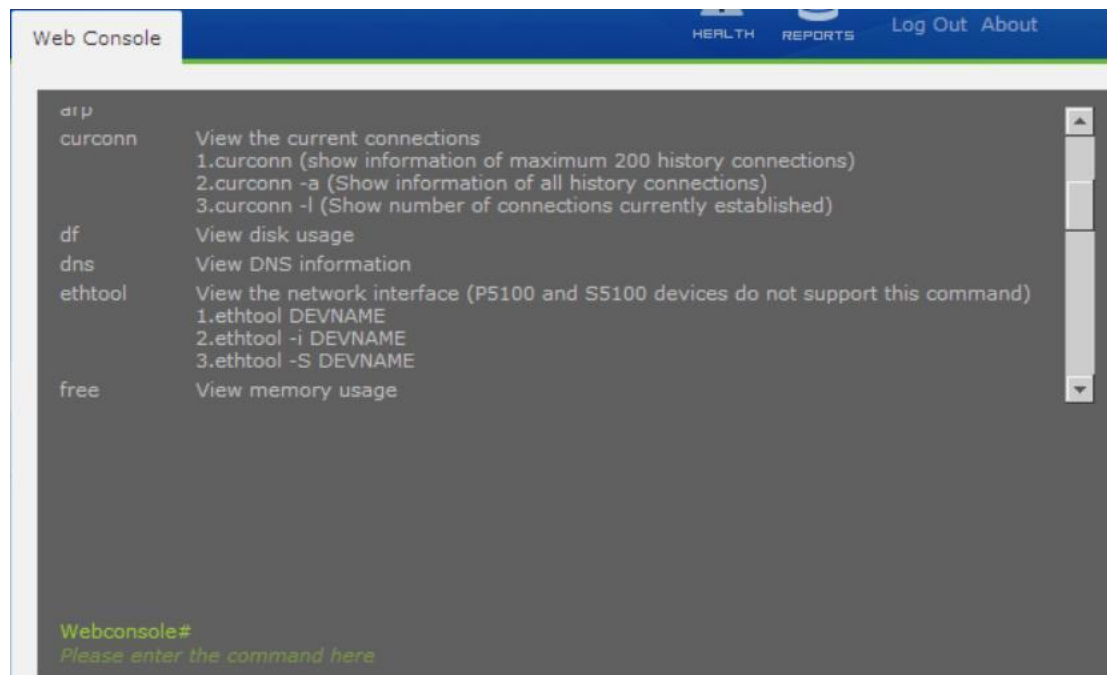 Web Console
HEALTH
REPORTS
Log Out About
arp
curconn View the current connections
1.curconn (show information of maximum 200 history connections)
2.curconn -a (Show information of all history connections)
3.curconn -l (Show number of connections currently established)
df View disk usage
dns View DNS information
ethtool View the network interface (P5100 and S5100 devices do not support this command)
1.ethtool DEVNAME
2.ethtool -i DEVNAME
3.ethtool -S DEVNAME
free View memory usage
Webconsole#
Please enter the command here